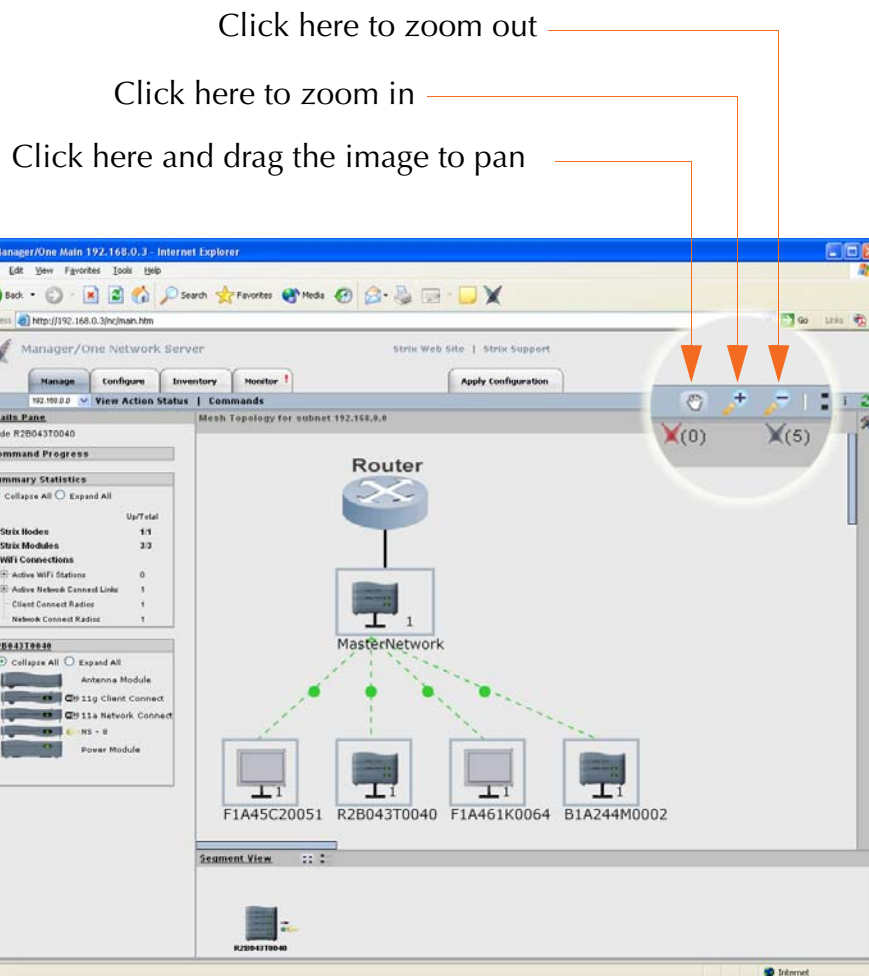 Click here to zoom out
Click here to zoom in
Click here and drag the image to pan
Manager/One Main 192.168.0.3 - Internet Explorer
Edit View Favorites Tools Help
Back Search Favorites Media
http://192.168.0.3/nc/main.htm Go Links
Manager/One Network Server Strix Web Site | Strix Support
Manage Configure Inventory Monitor ! Apply Configuration
192.168.0.0 View Action Status | Commands i
Pane Mesh Topology for subnet 192.168.0.0
R2B043T0040
(0) (5)
Progress
Statistics
Collapse All Expand All
Up/Total
Strix Nodes 1/1
Strix Modules 3/3
WiFi Connections
Active WiFi Stations 0
Active Network Connect Links 1
Client Connect Radios 1
Network Connect Radios 1
Collapse All Expand All
Antenna Module
11g Client Connect
11a Network Connect
NS - 8
Power Module
Router
1
MasterNetwork
1 1 1 1
F1A45C20051 R2B043T0040 F1A461K0064 B1A244M0002
Segment View
R2B043T0040
Internet